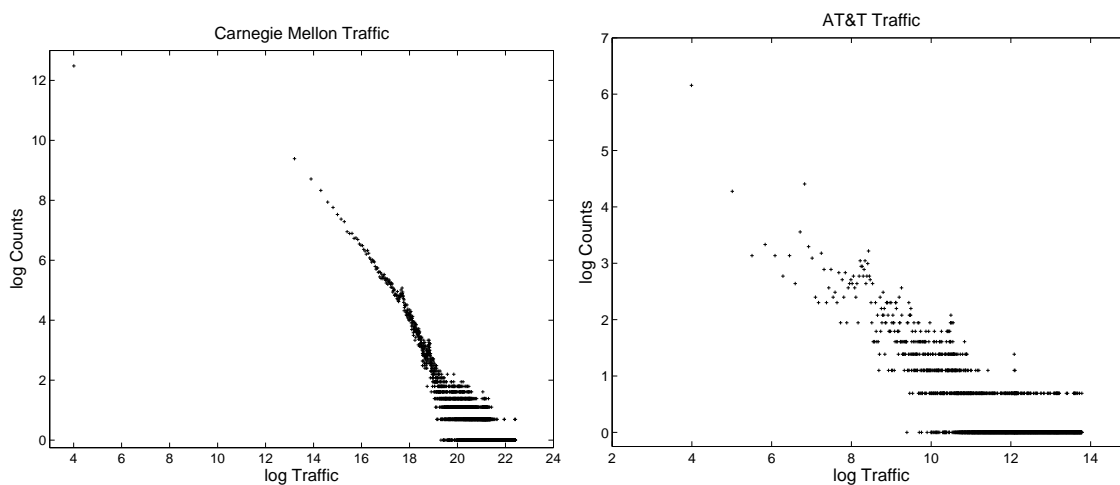 Carnegie Mellon Traffic
12
10
8
6
4
2
0
log Counts
4 6 8 10 12 14 16 18 20 22 24
log Traffic
AT&T Traffic
7
6
5
4
3
2
1
0
log Counts
2 4 6 8 10 12 14
log Traffic